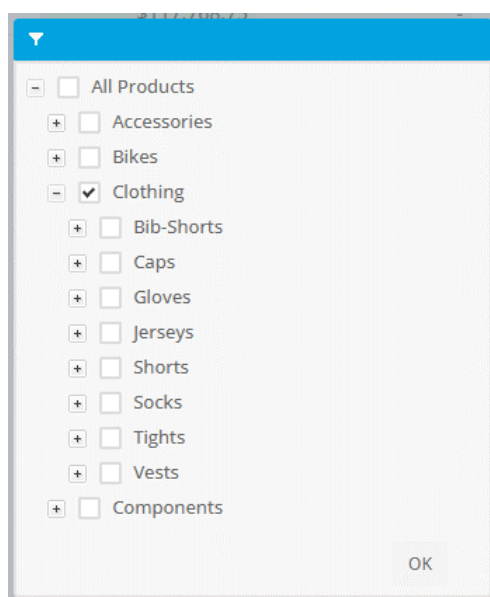 All Products
Accessories
Bikes
Clothing
Bib-Shorts
Caps
Gloves
Jerseys
Shorts
Socks
Tights
Vests
Components
OK